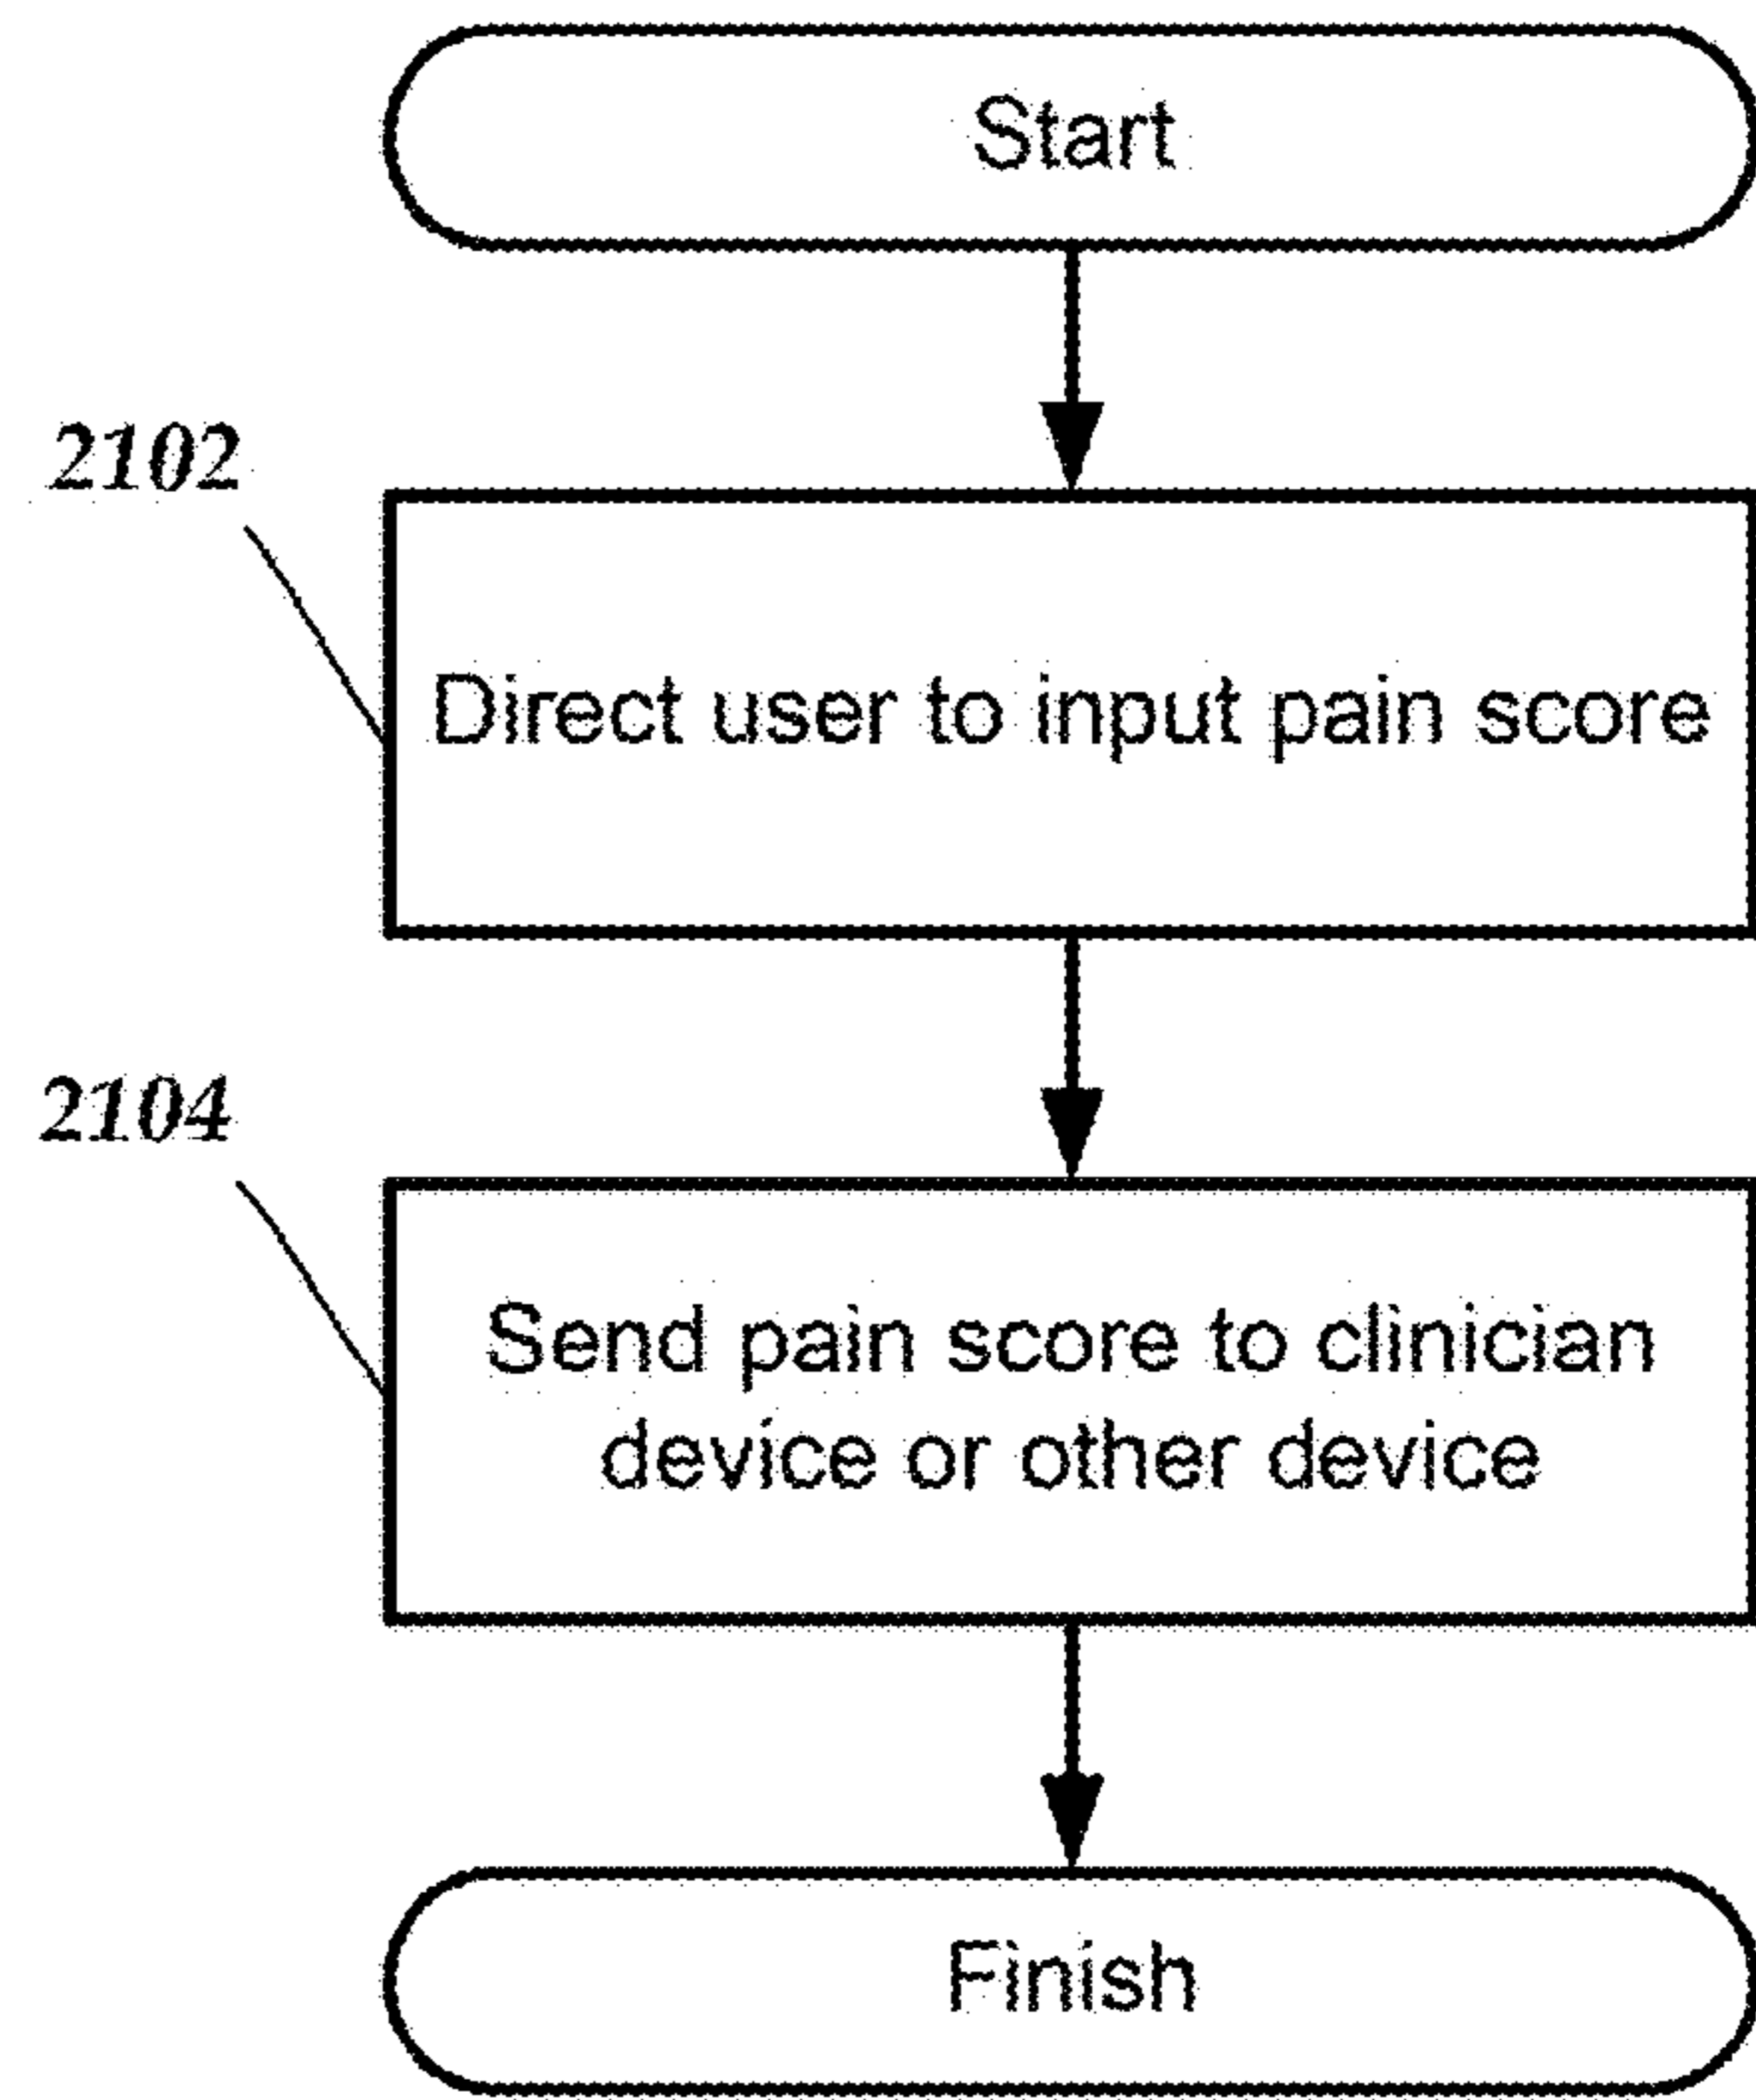 Start
2102
Direct user to input pain score
2104
Send pain score to clinician
device or other device
Finish